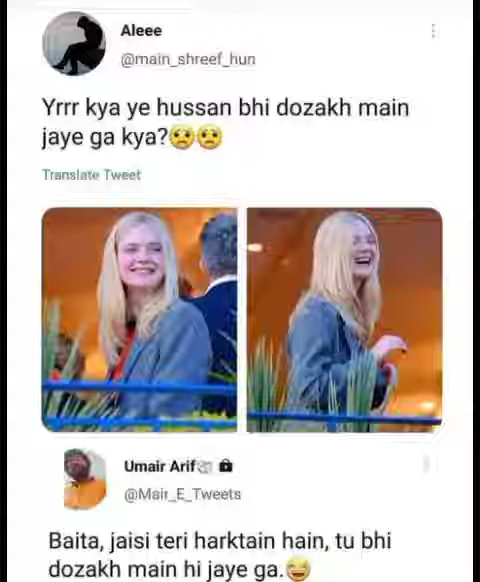 Aleee
@main_shreef_hun
Yrrr kya ye hussan bhi dozakh main
jaye ga kya?🥺🥺
Translate Tweet
Umair Arif
@Mair_E_Tweets
Baita, jaisi teri harktain hain, tu bhi
dozakh main hi jaye ga.😅